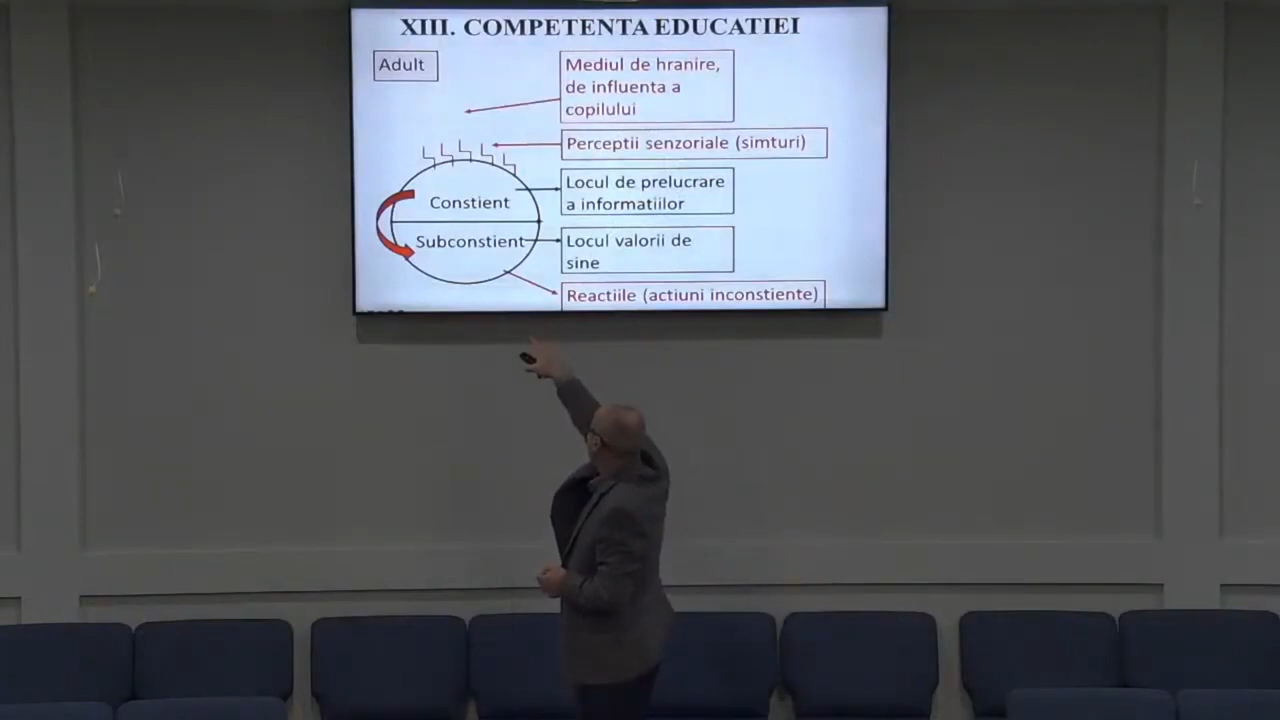 XIII. COMPETENTA EDUCATIEI
Adult
Mediul de hranire,
de influenta a
copilului
Perceptii senzoriale (simturi)
Locul de prelucrare
a informatiilor
Constient
Subconstient
Locul valorii de
sine
Reactiile (actiuni inconstiente)